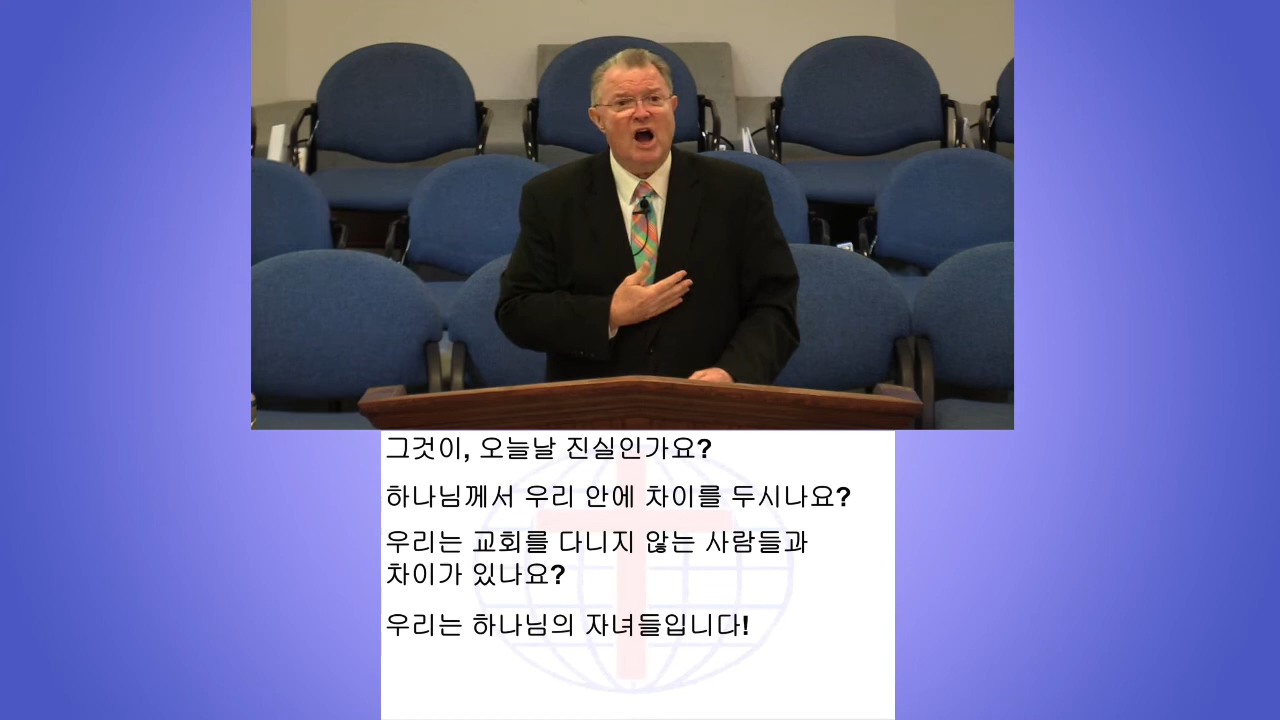 그것이, 오늘날 진실인가요?
하나님께서 우리 안에 차이를 두시나요?
우리는 교회를 다니지 않는 사람들과
차이가 있나요?
우리는 하나님의 자녀들입니다!